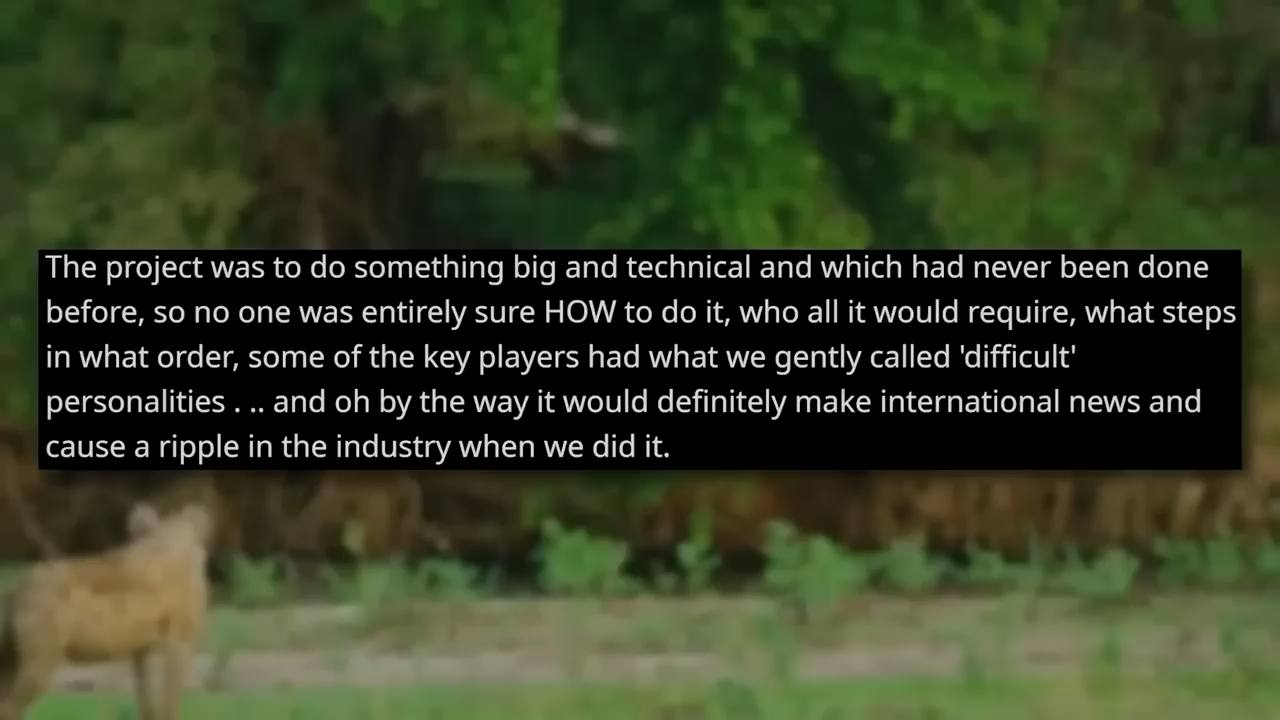 The project was to do something big and technical and which had never been done
before, so no one was entirely sure HOW to do it, who all it would require, what steps
in what order, some of the key players had what we gently called 'difficult'
personalities . .. and oh by the way it would definitely make international news and
cause a ripple in the industry when we did it.